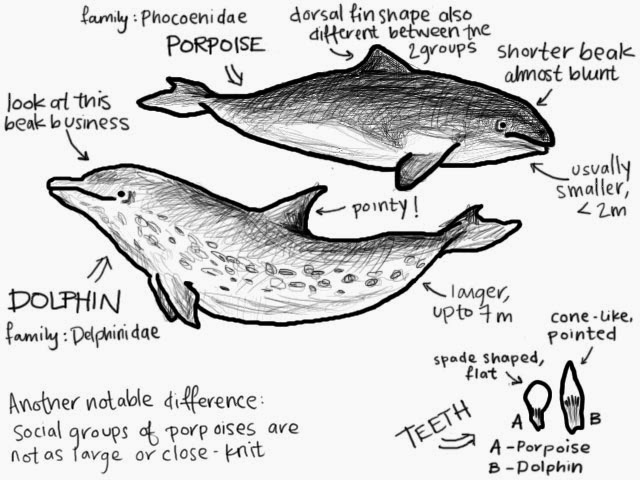 family: Phocoenidae
PORPOISE
dorsal fin shape also
different between the
2 groups
shorter beak
almost blunt
look at this
beak business
usually
smaller,
< 2m
pointy!
DOLPHIN
family: Delphinidae
larger,
up to 7m
cone-like,
pointed
spade shaped,
flat
A
B
TEETH
A - Porpoise
B - Dolphin
Another notable difference:
Social groups of porpoises are
not as large or close-knit